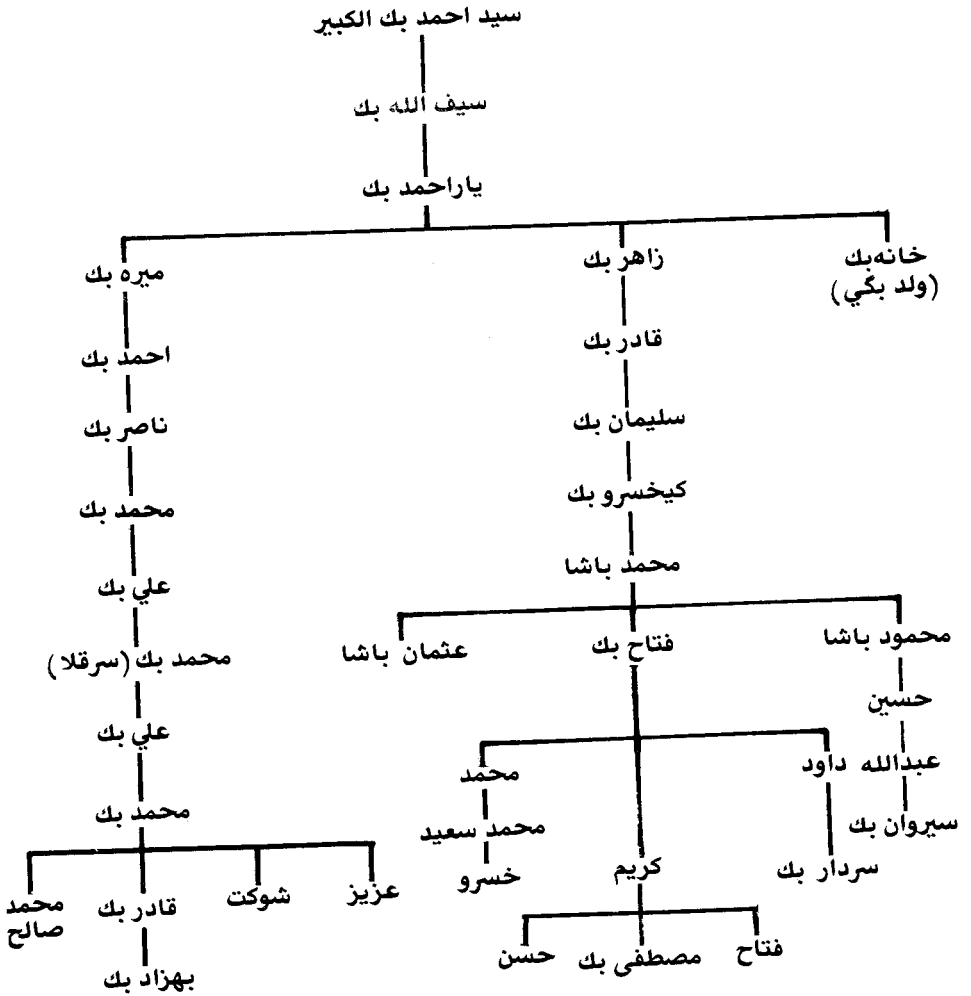 سيد احمد بك الكبير
سيف الله بك
ياراحمد بك
خانه‌بك
(ولد بگي)
زاهر بك
ميره بك
قادر بك
احمد بك
سليمان بك
ناصر بك
كيخسرو بك
محمد بك
محمد باشا
علي بك
محمود باشا
فتاح بك
عثمان باشا
محمد بك (سرقلا)
حسين
علي بك
عبدالله
داود
محمد
سيروان بك
محمد سعيد
محمد بك
سردار بك
كريم
خسرو
عزيز
شوكت
قادر بك
محمد
صالح
فتاح
مصطفى بك
حسن
بهزاد بك